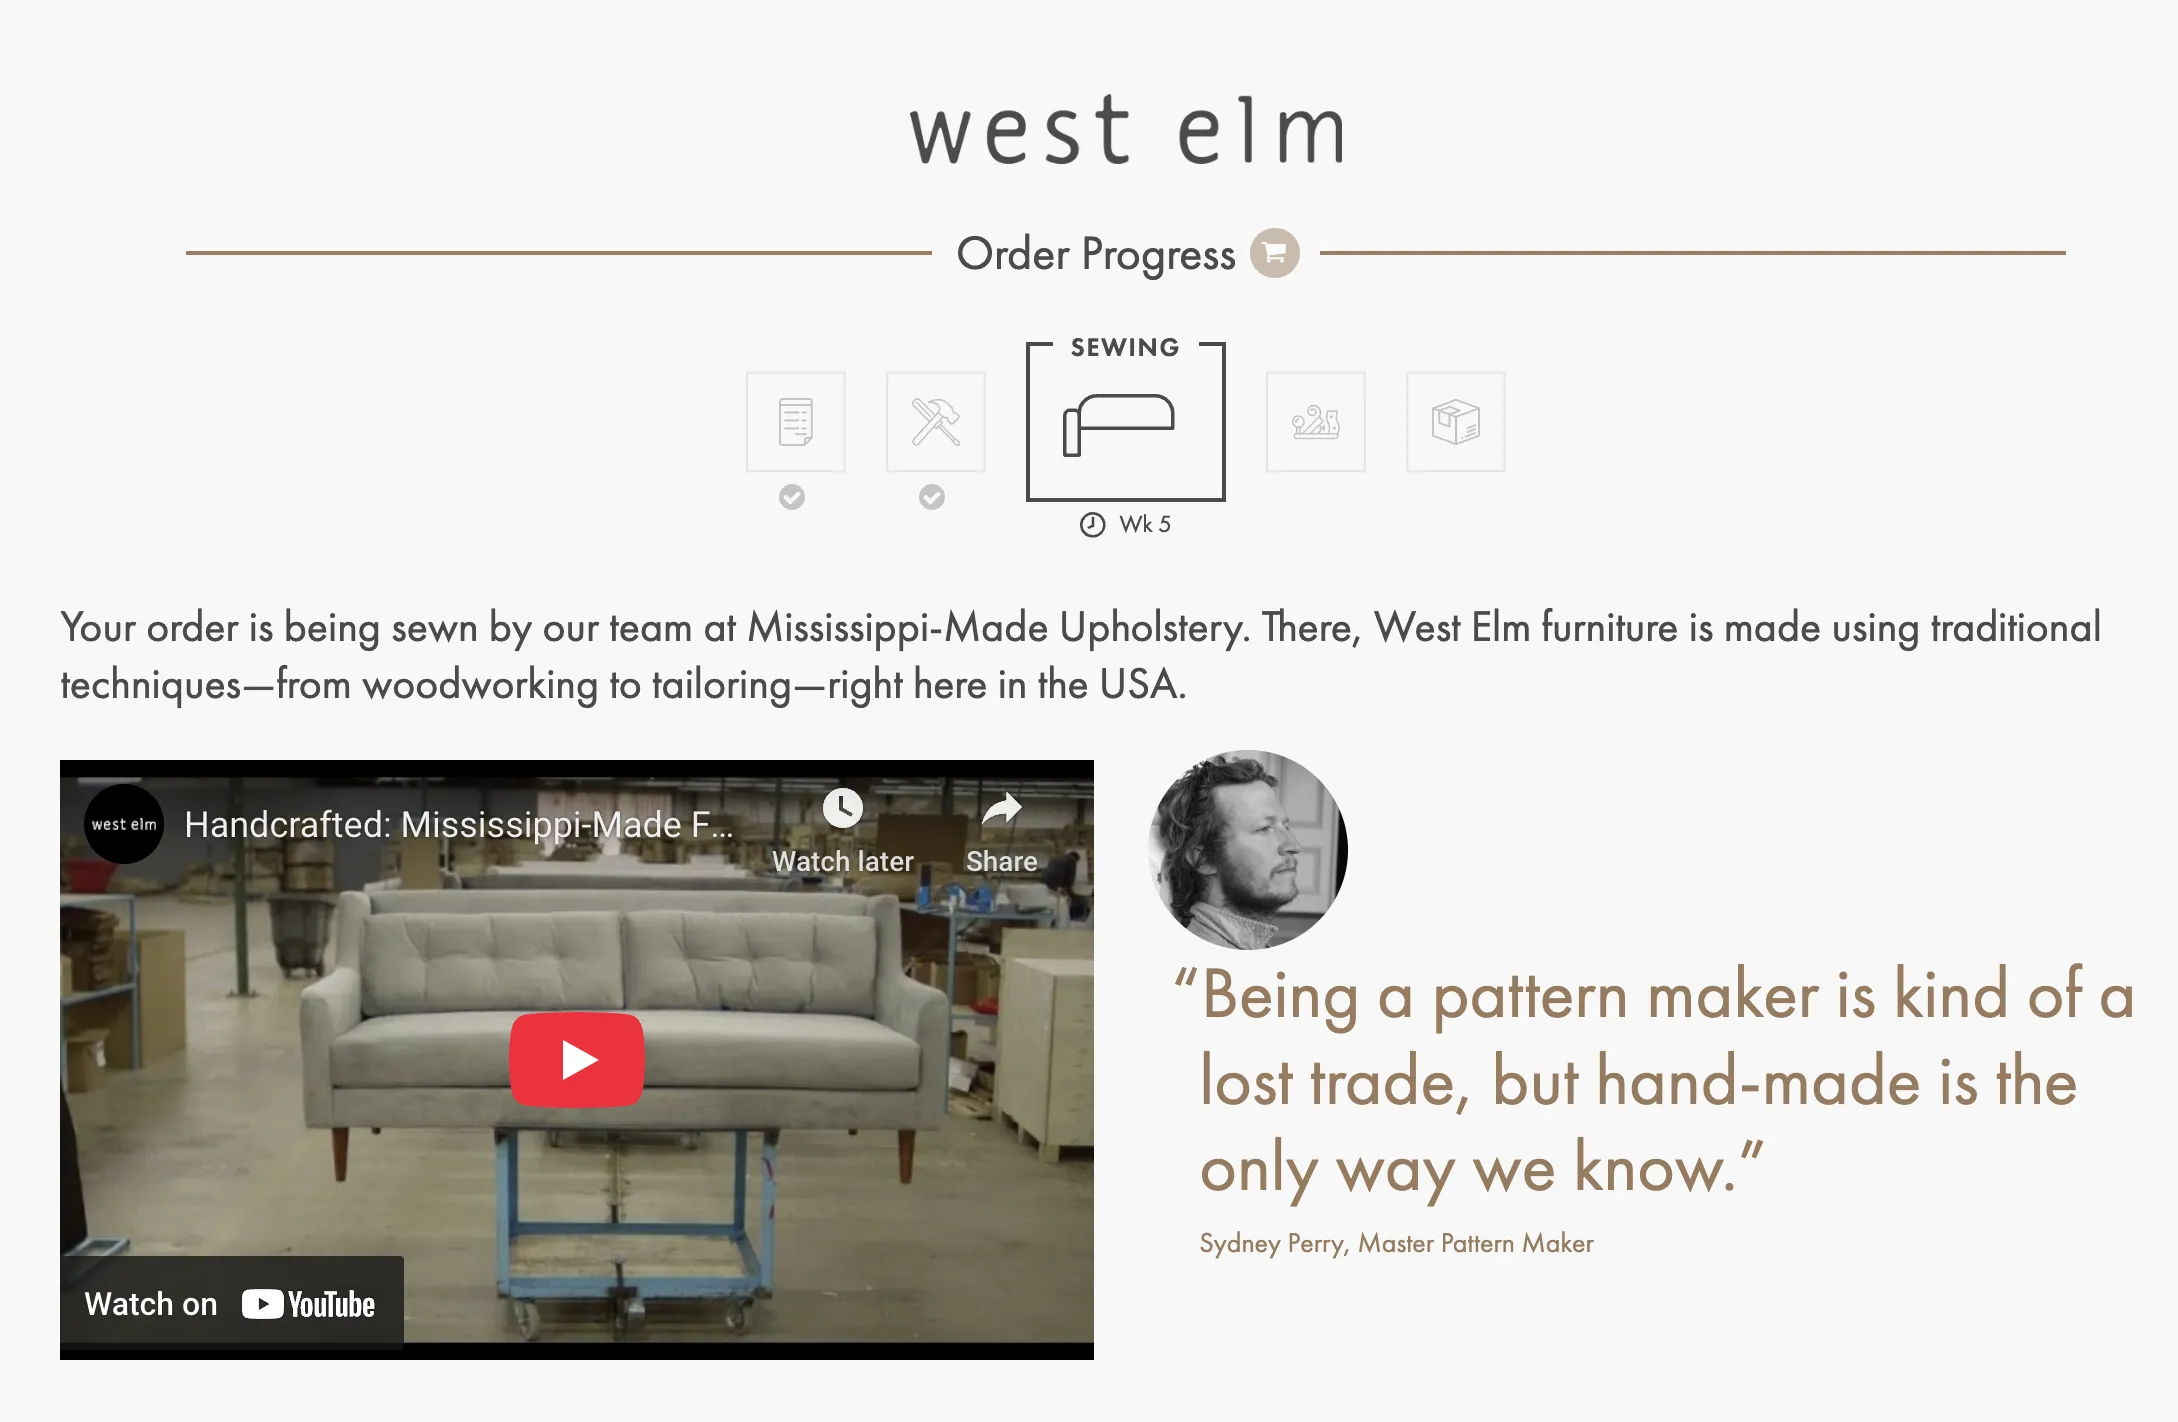 west elm
Order Progress
SEWING
Wk 5
Your order is being sewn by our team at Mississippi-Made Upholstery. There, West Elm furniture is made using traditional
techniques—from woodworking to tailoring—right here in the USA.
west elm
Handcrafted: Mississippi-Made F...
Watch later
Share
Watch on YouTube
“Being a pattern maker is kind of a
lost trade, but hand-made is the
only way we know.”
Sydney Perry, Master Pattern Maker